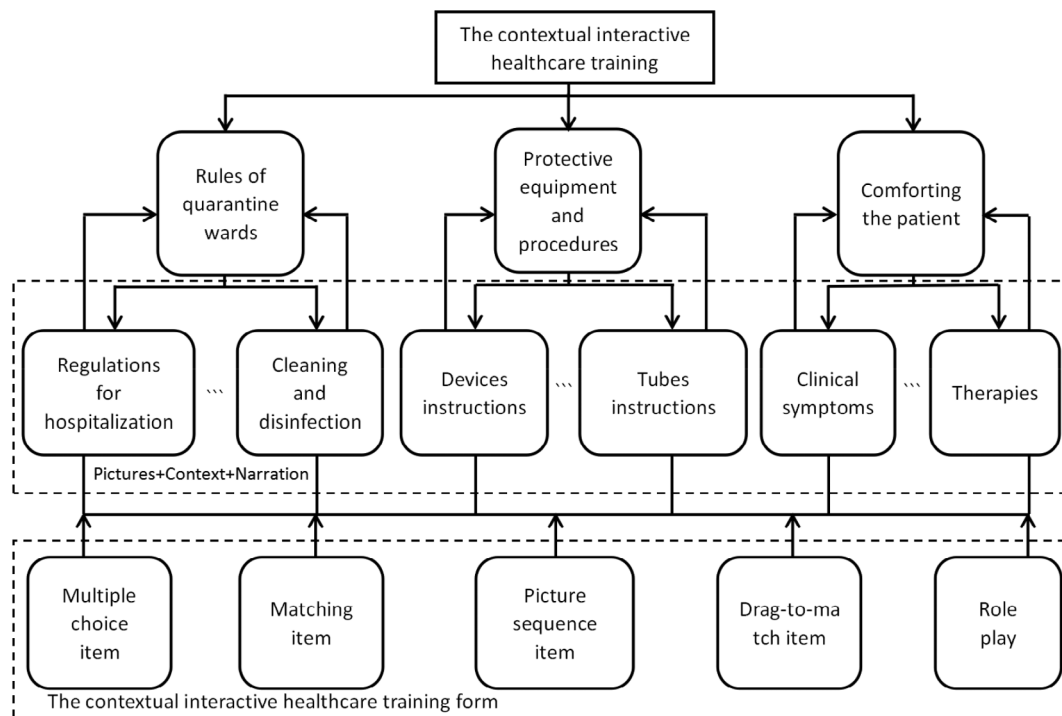 The contextual interactive
healthcare training
Rules of
quarantine
wards
Protective
equipment
and
procedures
Comforting
the patient
Regulations
for
hospitalization
...
Cleaning
and
disinfection
Devices
instructions
...
Tubes
instructions
Clinical
symptoms
...
Therapies
Pictures+Context+Narration
Multiple
choice
item
Matching
item
Picture
sequence
item
Drag-to-ma
tch item
Role
play
The contextual interactive healthcare training form